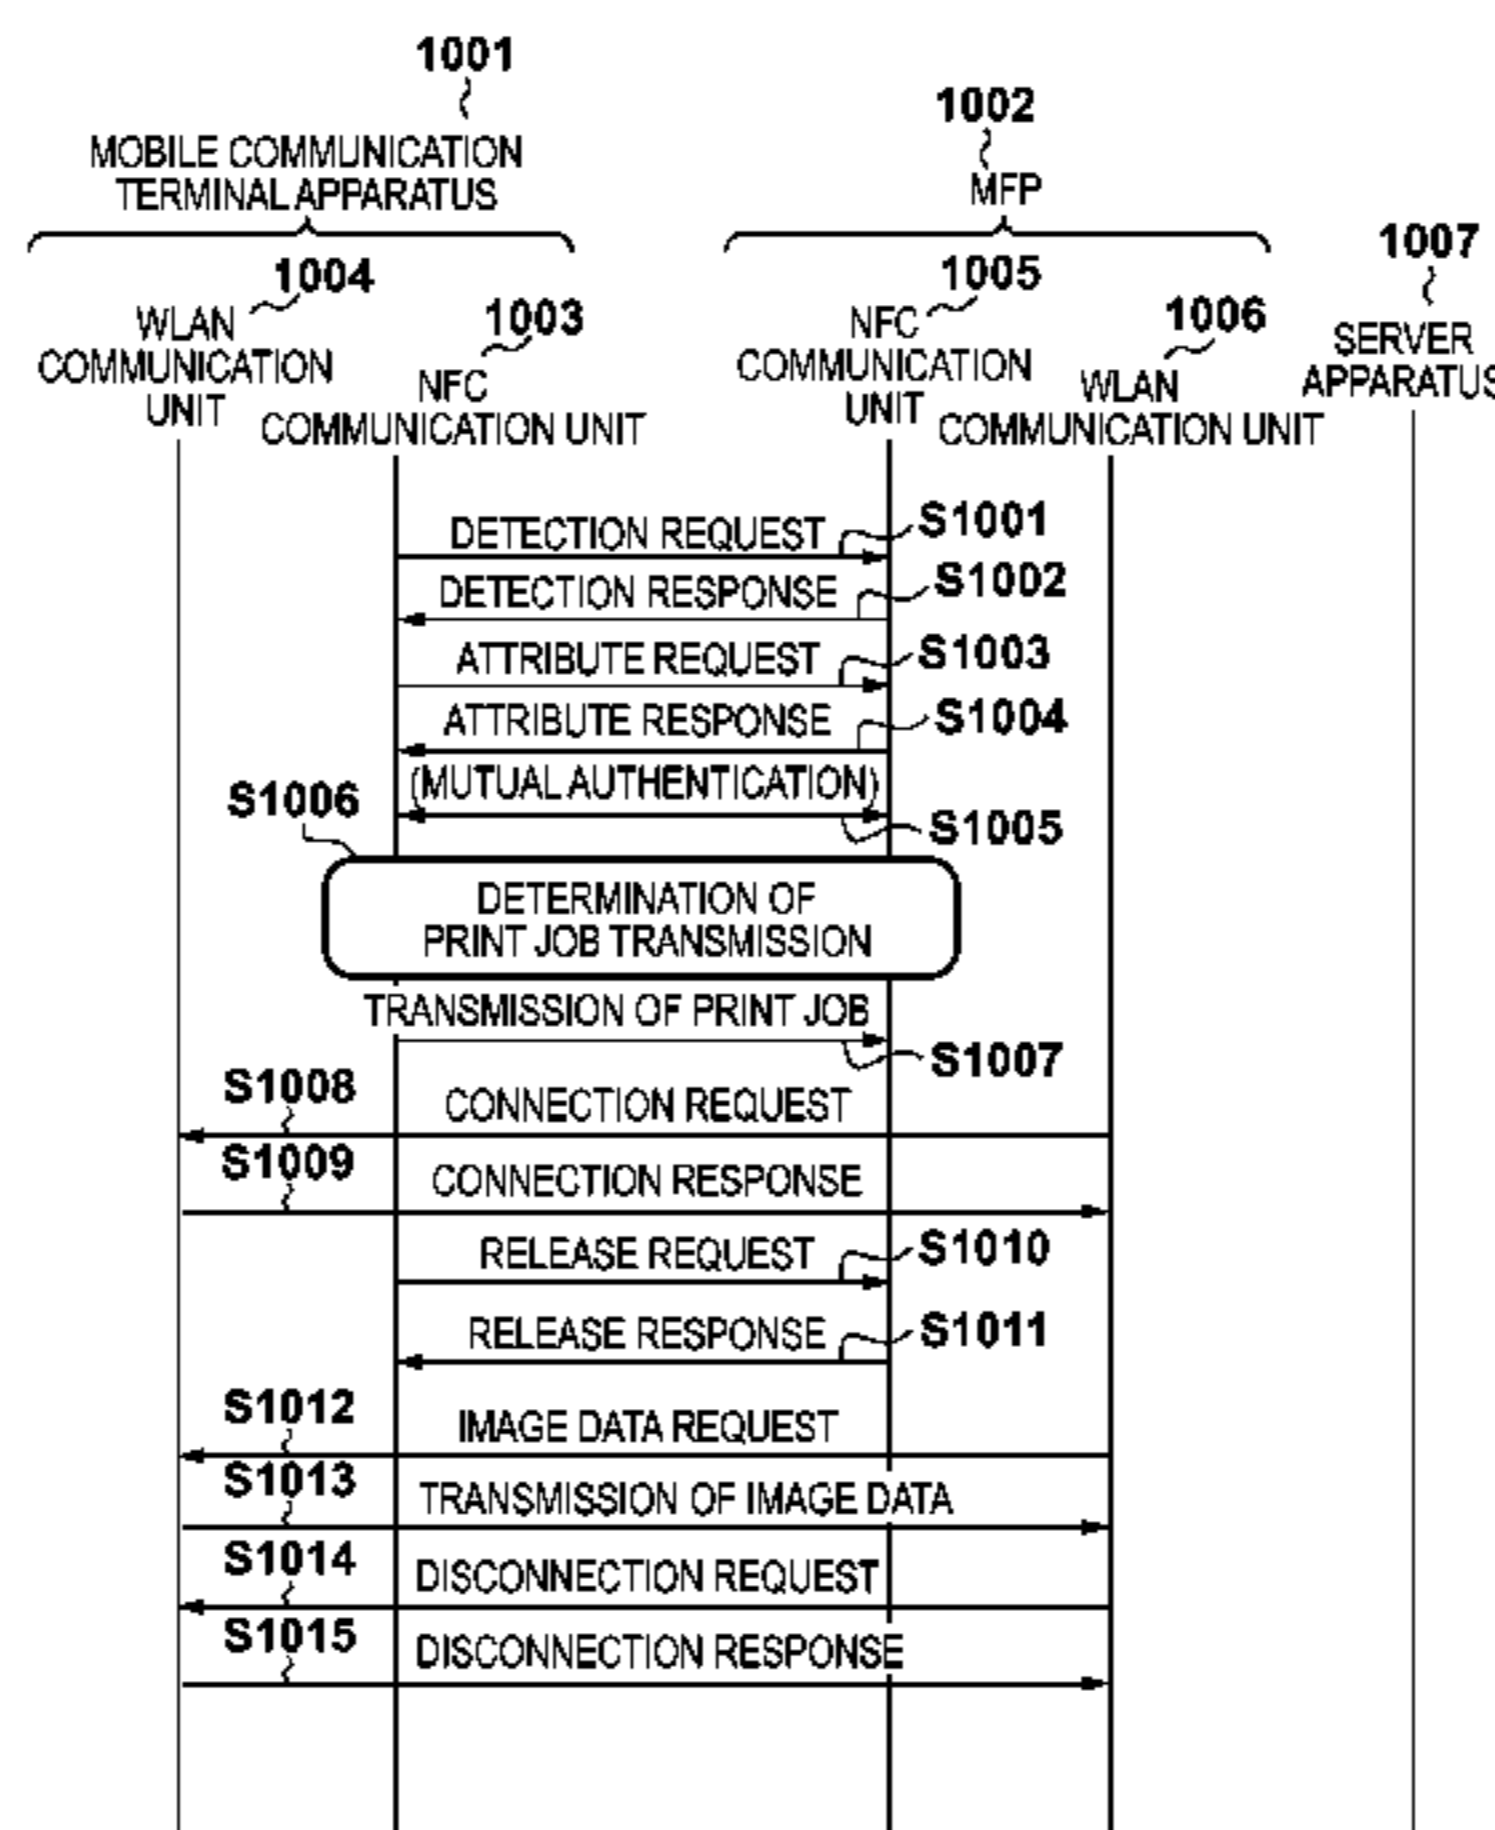 1001
MOBILE COMMUNICATION
TERMINAL APPARATUS
1002
MFP
1004
WLAN
COMMUNICATION
UNIT
1003
NFC
COMMUNICATION UNIT
1005
NFC
COMMUNICATION
UNIT
1006
WLAN
COMMUNICATION UNIT
1007
SERVER
APPARATUS
DETECTION REQUEST
S1001
DETECTION RESPONSE
S1002
ATTRIBUTE REQUEST
S1003
ATTRIBUTE RESPONSE
S1004
(MUTUAL AUTHENTICATION)
S1005
S1006
DETERMINATION OF
PRINT JOB TRANSMISSION
TRANSMISSION OF PRINT JOB
S1007
S1008
CONNECTION REQUEST
S1009
CONNECTION RESPONSE
RELEASE REQUEST
S1010
RELEASE RESPONSE
S1011
S1012
IMAGE DATA REQUEST
S1013
TRANSMISSION OF IMAGE DATA
S1014
DISCONNECTION REQUEST
S1015
DISCONNECTION RESPONSE